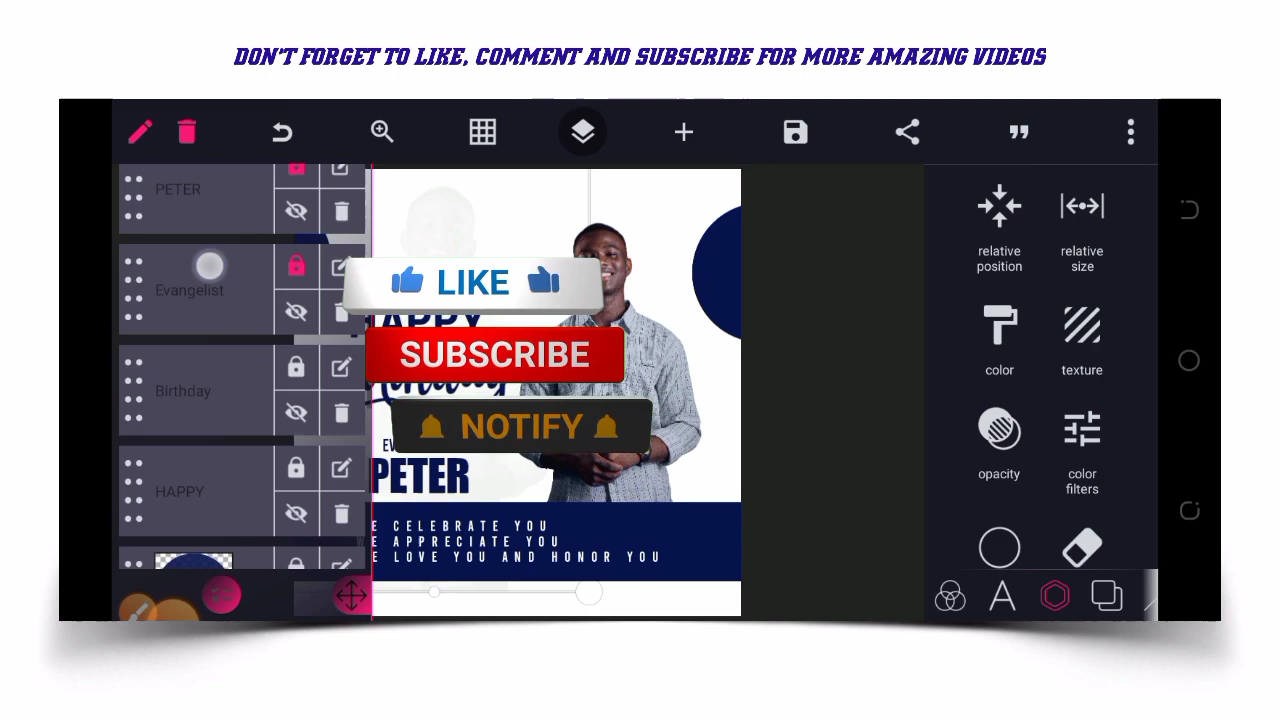 DON'T FORGET TO LIKE, COMMENT AND SUBSCRIBE FOR MORE AMAZING VIDEOS
PETER
Evangelist
Birthday
HAPPY
HAPPY
LIKE
SUBSCRIBE
NOTIFY
PETER
E CELEBRATE YOU
E APPRECIATE YOU
E LOVE YOU AND HONOR YOU
relative position
relative size
color
texture
opacity
color filters